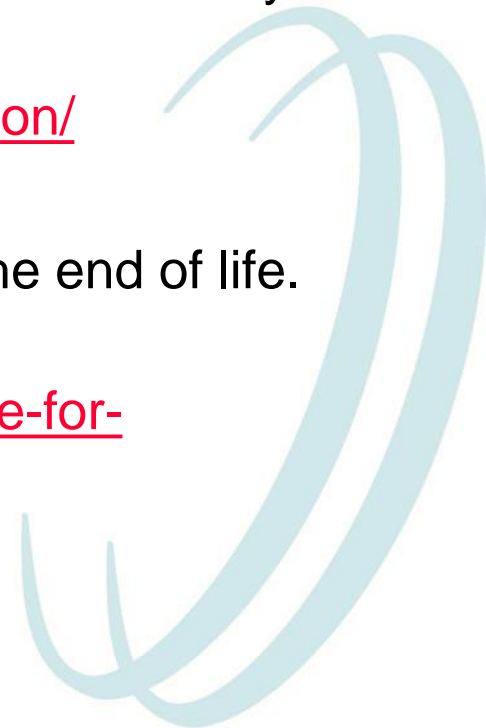 on/
he end of life.
e-for-